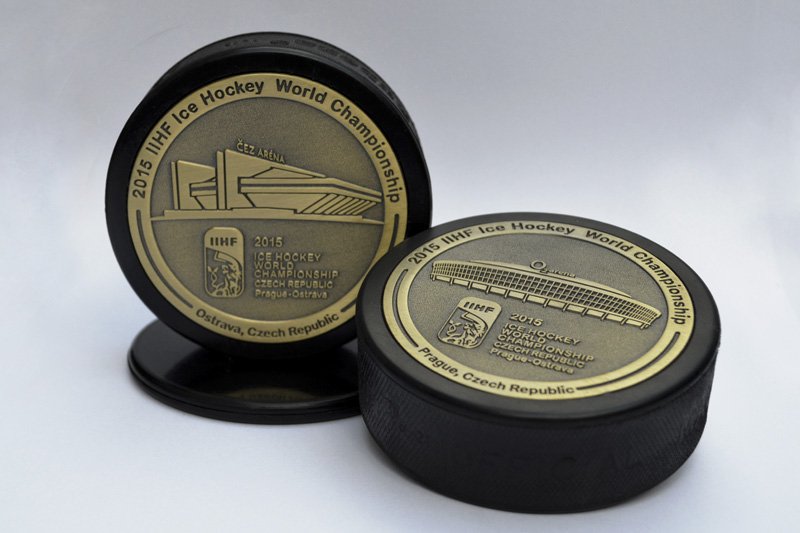 2015 IIHF Ice Hockey World Championship
ČEZ ARÉNA
IIHF
2015
ICE HOCKEY
WORLD
CHAMPIONSHIP
CZECH REPUBLIC
Prague-Ostrava
Ostrava, Czech Republic
2015 IIHF Ice Hockey World Championship
O2 arena
IIHF
2015
ICE HOCKEY
WORLD
CHAMPIONSHIP
CZECH REPUBLIC
Prague-Ostrava
Prague, Czech Republic